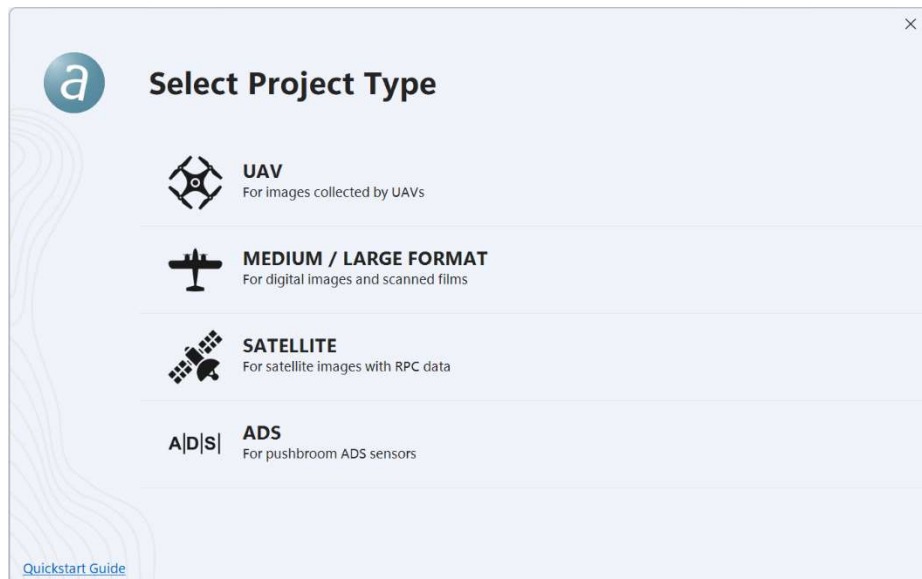 a
Select Project Type
UAV
For images collected by UAVs
MEDIUM / LARGE FORMAT
For digital images and scanned films
SATELLITE
For satellite images with RPC data
A|D|S|
ADS
For pushbroom ADS sensors
Quickstart Guide